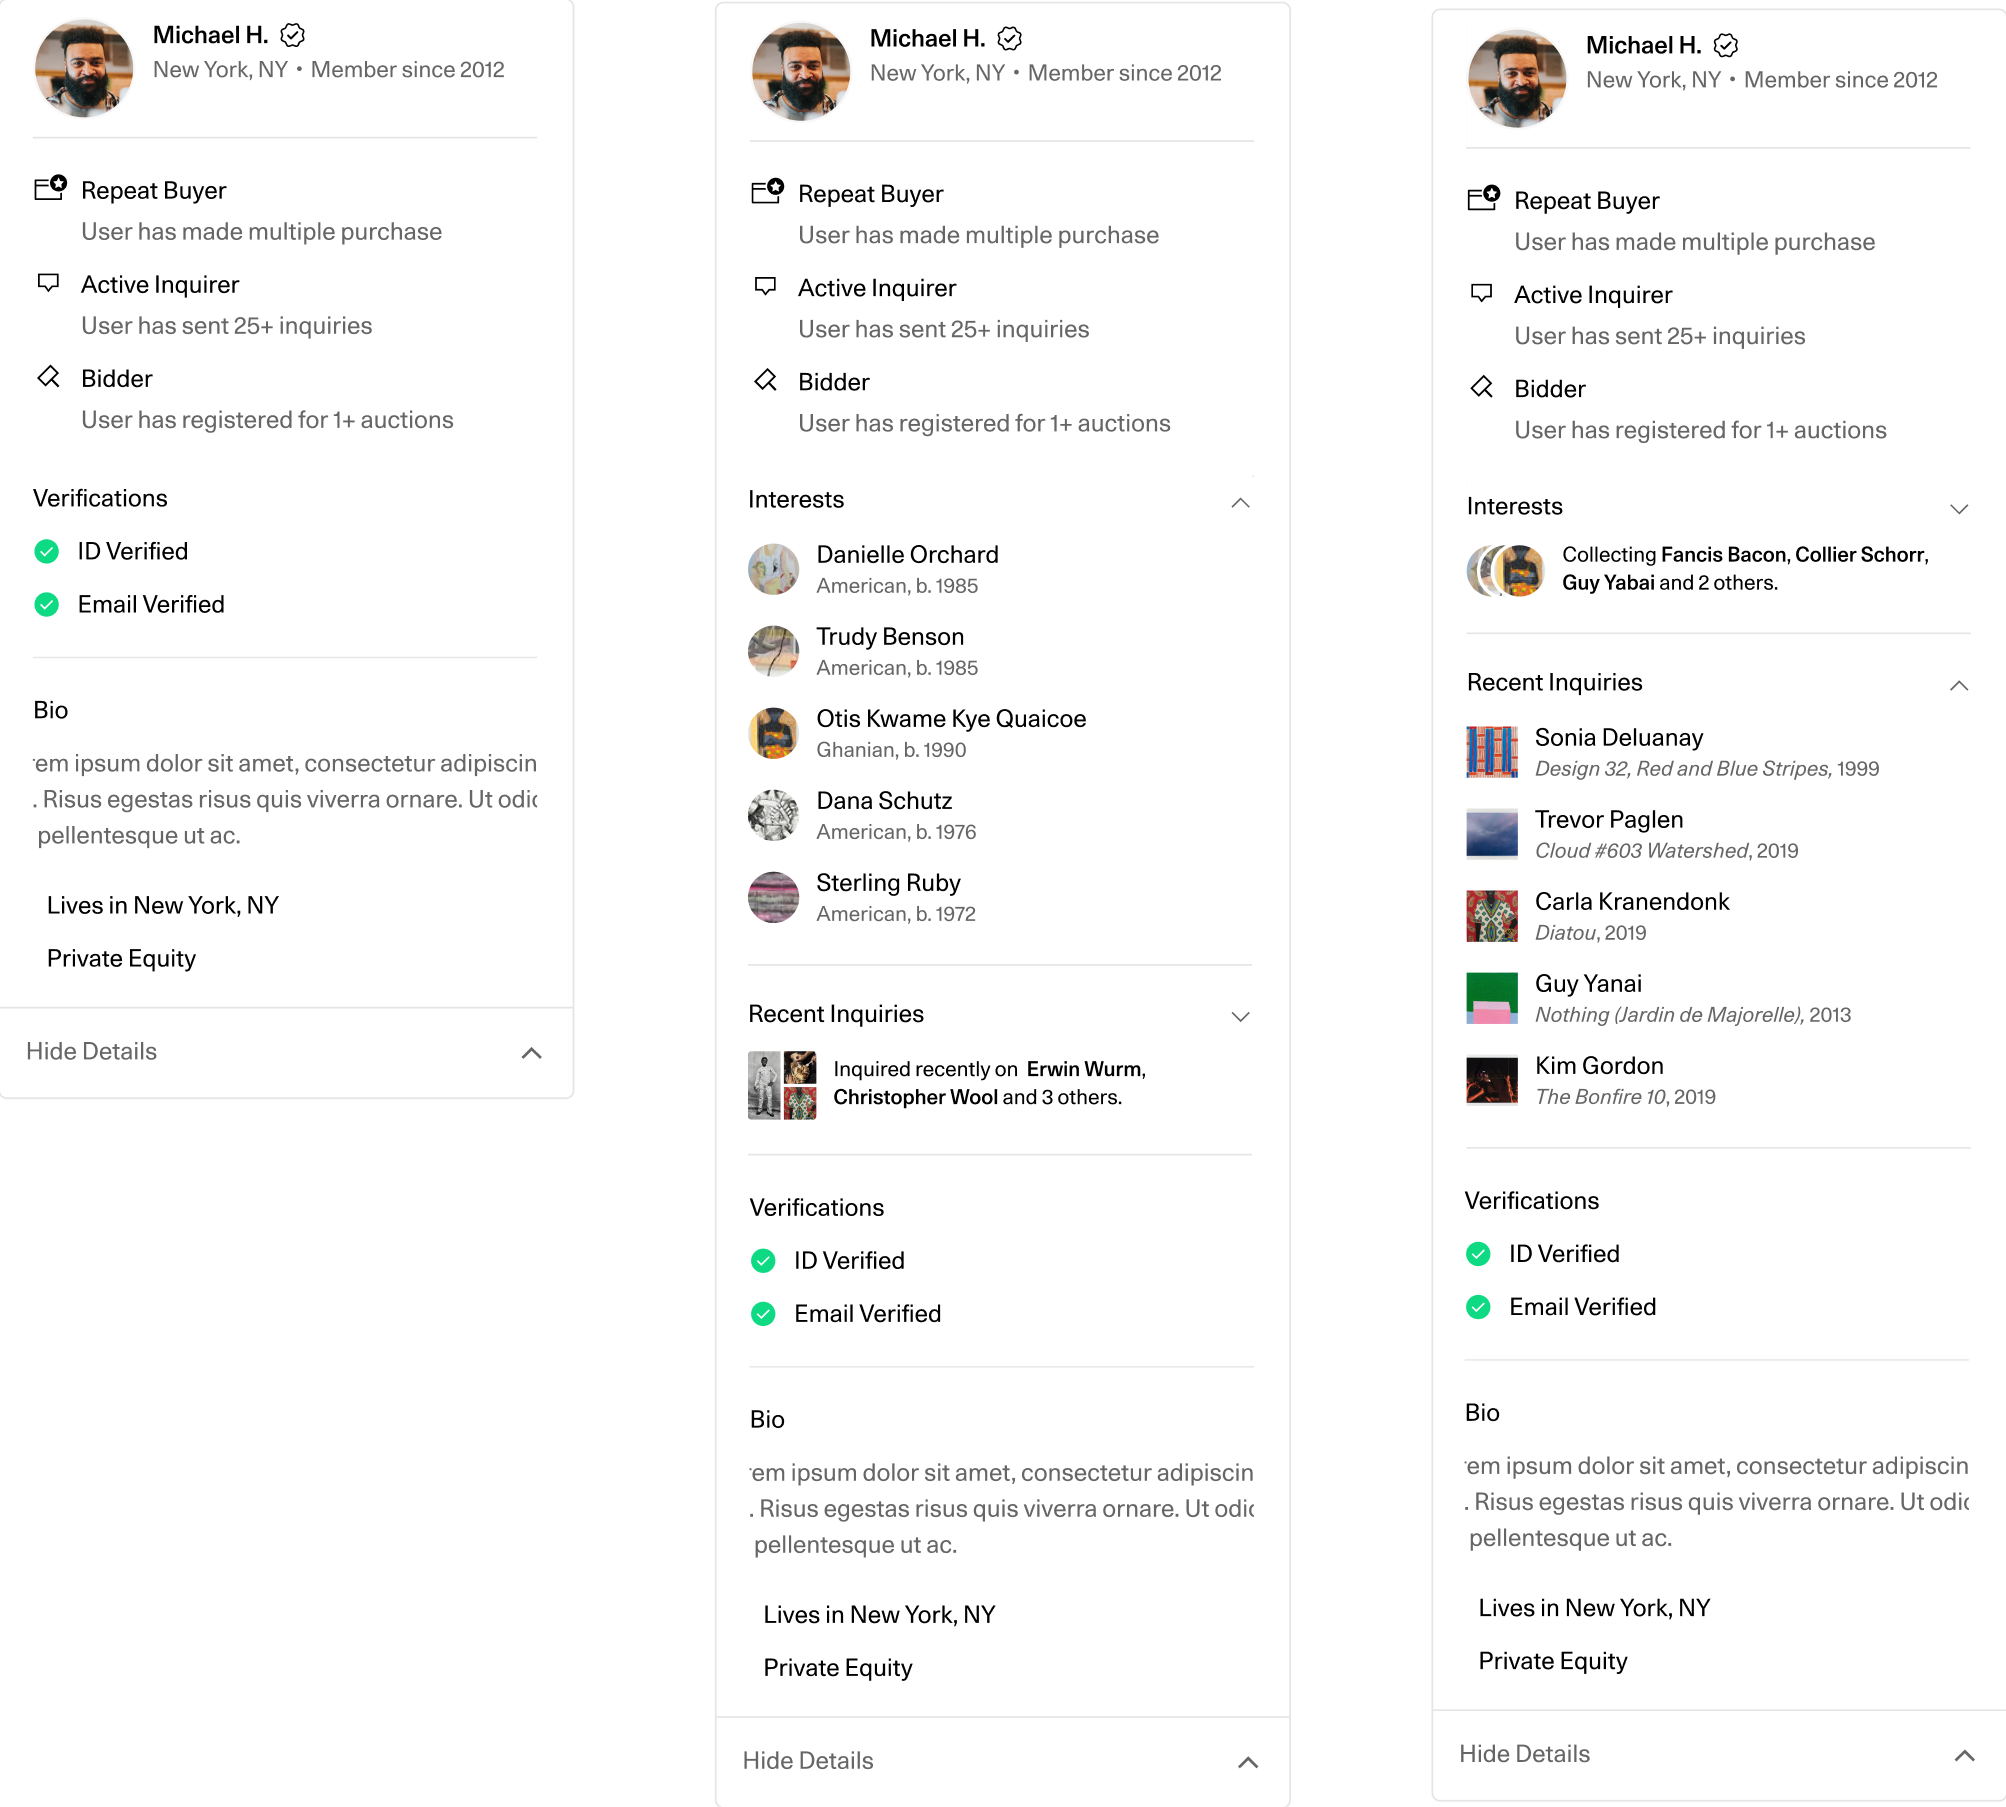 Michael H.
New York, NY • Member since 2012
Repeat Buyer
User has made multiple purchase
Active Inquirer
User has sent 25+ inquiries
Bidder
User has registered for 1+ auctions
Verifications
ID Verified
Email Verified
Bio
em ipsum dolor sit amet, consectetur adipiscin
. Risus egestas risus quis viverra ornare. Ut odio
pellentesque ut ac.
Lives in New York, NY
Private Equity
Hide Details
Michael H.
New York, NY • Member since 2012
Repeat Buyer
User has made multiple purchase
Active Inquirer
User has sent 25+ inquiries
Bidder
User has registered for 1+ auctions
Interests
Danielle Orchard
American, b. 1985
Trudy Benson
American, b. 1985
Otis Kwame Kye Quaicoe
Ghanian, b. 1990
Dana Schutz
American, b. 1976
Sterling Ruby
American, b. 1972
Recent Inquiries
Inquired recently on Erwin Wurm,
Christopher Wool and 3 others.
Verifications
ID Verified
Email Verified
Bio
em ipsum dolor sit amet, consectetur adipiscin
. Risus egestas risus quis viverra ornare. Ut odio
pellentesque ut ac.
Lives in New York, NY
Private Equity
Hide Details
Michael H.
New York, NY • Member since 2012
Repeat Buyer
User has made multiple purchase
Active Inquirer
User has sent 25+ inquiries
Bidder
User has registered for 1+ auctions
Interests
Collecting Fancis Bacon, Collier Schorr,
Guy Yabai and 2 others.
Recent Inquiries
Sonia Deluanay
Design 32, Red and Blue Stripes, 1999
Trevor Paglen
Cloud #603 Watershed, 2019
Carla Kranendonk
Diatou, 2019
Guy Yanai
Nothing (Jardin de Majorelle), 2013
Kim Gordon
The Bonfire 10, 2019
Verifications
ID Verified
Email Verified
Bio
em ipsum dolor sit amet, consectetur adipiscin
. Risus egestas risus quis viverra ornare. Ut odio
pellentesque ut ac.
Lives in New York, NY
Private Equity
Hide Details